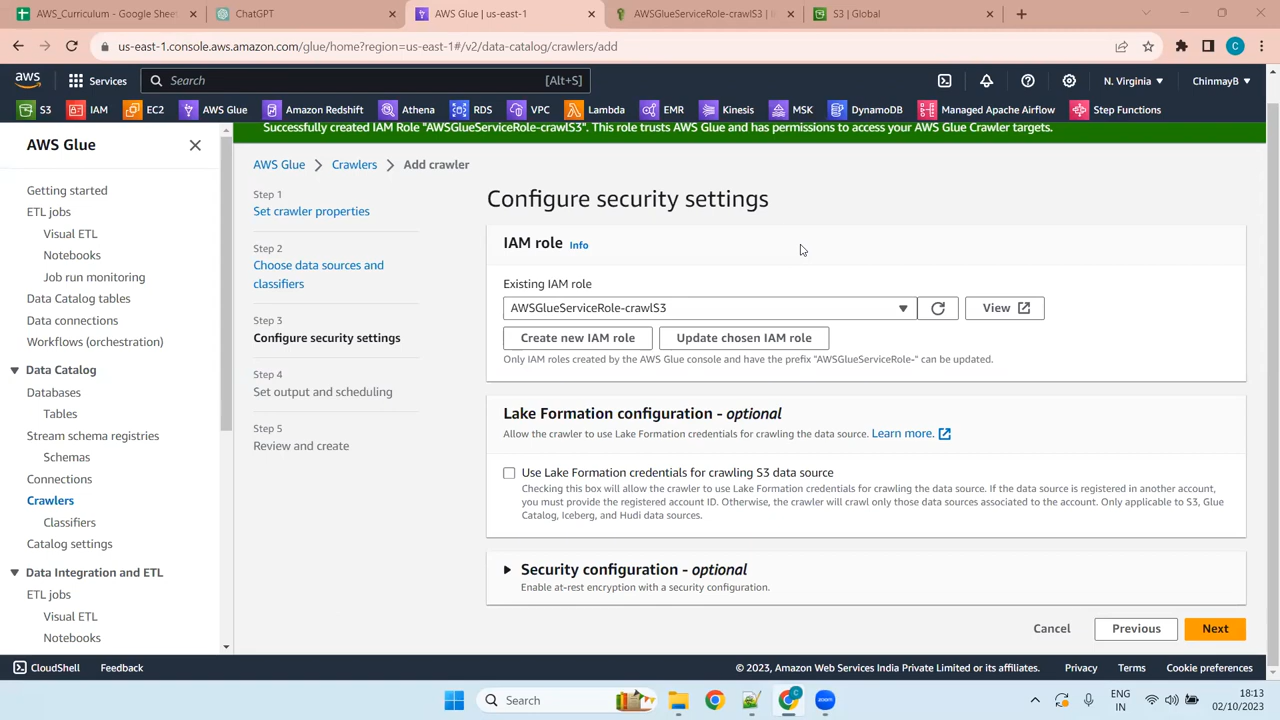 AWS_Curriculum - Google Sheet
ChatGPT
AWS Glue | us-east-1
AWSGlueServiceRole-crawlS3 | I
S3 | Global
us-east-1.console.aws.amazon.com/glue/home?region=us-east-1#/v2/data-catalog/crawlers/add
C
aws
Services
Search
[Alt+S]
N. Virginia
ChinmayB
S3
IAM
EC2
AWS Glue
Amazon Redshift
Athena
RDS
VPC
Lambda
EMR
Kinesis
MSK
DynamoDB
Managed Apache Airflow
Step Functions
Successfully created IAM Role "AWSGlueServiceRole-crawlS3". This role trusts AWS Glue and has permissions to access your AWS Glue Crawler targets.
AWS Glue
Getting started
ETL jobs
Visual ETL
Notebooks
Job run monitoring
Data Catalog tables
Data connections
Workflows (orchestration)
Data Catalog
Databases
Tables
Stream schema registries
Schemas
Connections
Crawlers
Classifiers
Catalog settings
Data Integration and ETL
ETL jobs
Visual ETL
Notebooks
AWS Glue > Crawlers > Add crawler
Step 1
Set crawler properties
Step 2
Choose data sources and
classifiers
Step 3
Configure security settings
Step 4
Set output and scheduling
Step 5
Review and create
Configure security settings
IAM role Info
Existing IAM role
AWSGlueServiceRole-crawlS3
View
Create new IAM role
Update chosen IAM role
Only IAM roles created by the AWS Glue console and have the prefix "AWSGlueServiceRole-" can be updated.
Lake Formation configuration - optional
Allow the crawler to use Lake Formation credentials for crawling the data source. Learn more.
Use Lake Formation credentials for crawling S3 data source
Checking this box will allow the crawler to use Lake Formation credentials for crawling the data source. If the data source is registered in another account,
you must provide the registered account ID. Otherwise, the crawler will crawl only those data sources associated to the account. Only applicable to S3, Glue
Catalog, Iceberg, and Hudi data sources.
Security configuration - optional
Enable at-rest encryption with a security configuration.
Cancel
Previous
Next
CloudShell
Feedback
© 2023, Amazon Web Services India Private Limited or its affiliates.
Privacy
Terms
Cookie preferences
Search
C
zoom
ENG
IN
18:13
02/10/2023